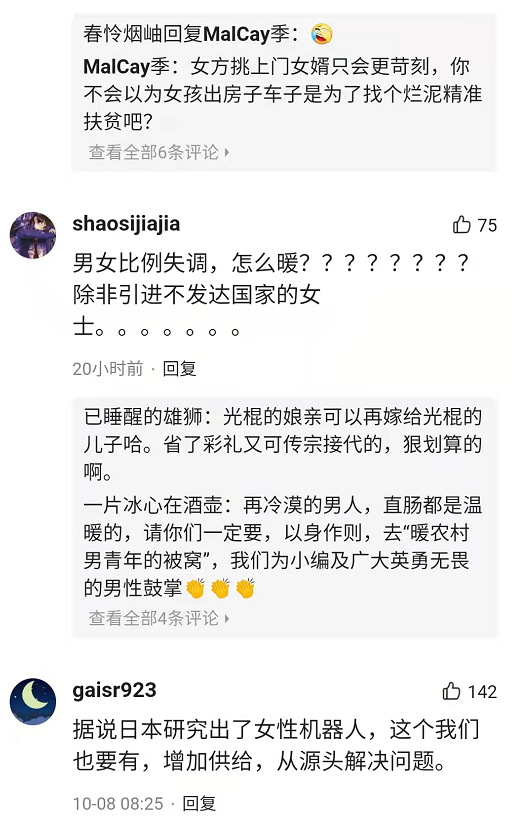 春怜烟岫回复MalCay季：🤣
MalCay季：女方挑上门女婿只会更苛刻，你
不会以为女孩出房子车子是为了找个烂泥精准
扶贫吧？
查看全部6条评论
shaosijiajia
75
男女比例失调，怎么暖？？？？？？？？
除非引进不发达国家的女
士。。。。。。。
20小时前 · 回复
已睡醒的雄狮：光棍的娘亲可以再嫁给光棍的
儿子哈。省了彩礼又可传宗接代的，狠划算的
啊。
一片冰心在酒壶：再冷漠的男人，直肠都是温
暖的，请你们一定要，以身作则，去“暖农村
男青年的被窝”，我们为小编及广大英勇无畏
的男性鼓掌👏👏👏
查看全部4条评论
gaisr923
142
据说日本研究出了女性机器人，这个我们
也要有，增加供给，从源头解决问题。
10-08 08:25 · 回复